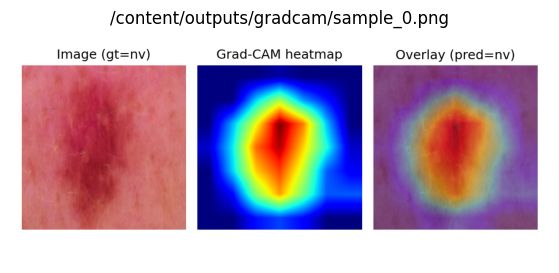 /content/outputs/gradcam/sample_0.png
Image (gt=nv)
Grad-CAM heatmap
Overlay (pred=nv)